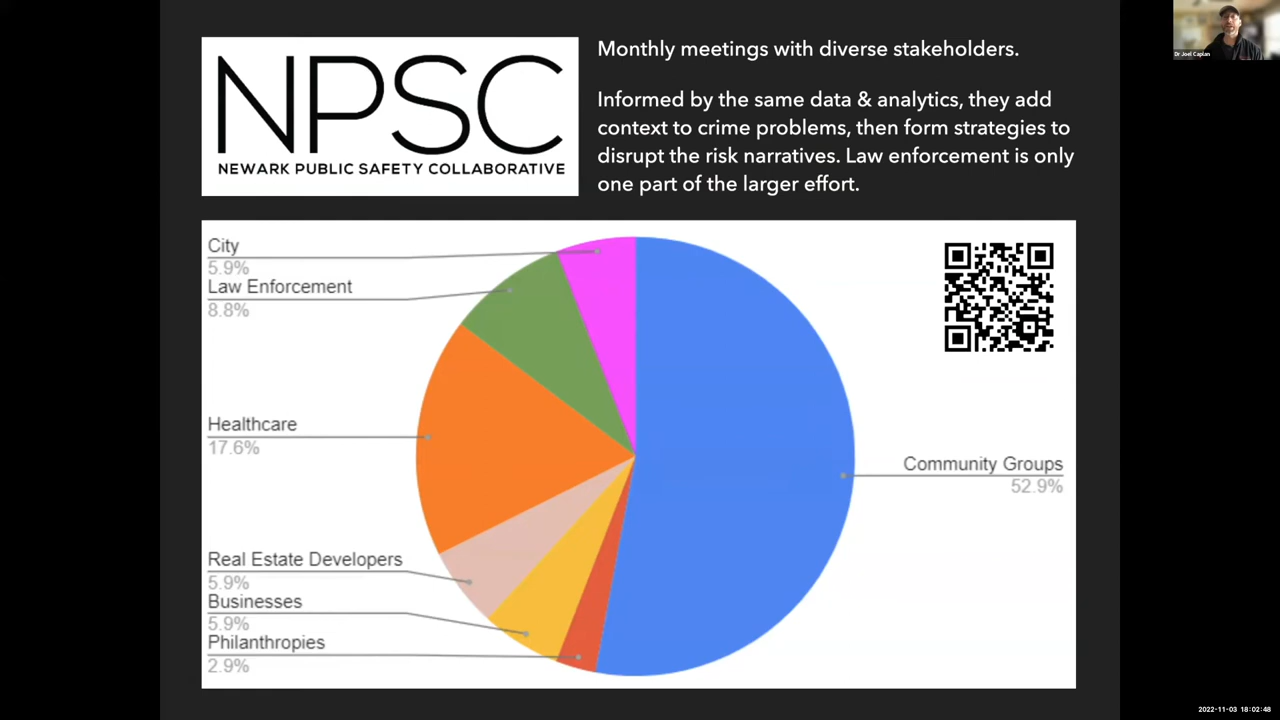 NPSC
NEWARK PUBLIC SAFETY COLLABORATIVE
Monthly meetings with diverse stakeholders.
Informed by the same data & analytics, they add
context to crime problems, then form strategies to
disrupt the risk narratives. Law enforcement is only
one part of the larger effort.
City
5.9%
Law Enforcement
8.8%
Healthcare
17.6%
Real Estate Developers
5.9%
Businesses
5.9%
Philanthropies
2.9%
Community Groups
52.9%
Dr Joel Caplan
2022-11-03 18:02:48